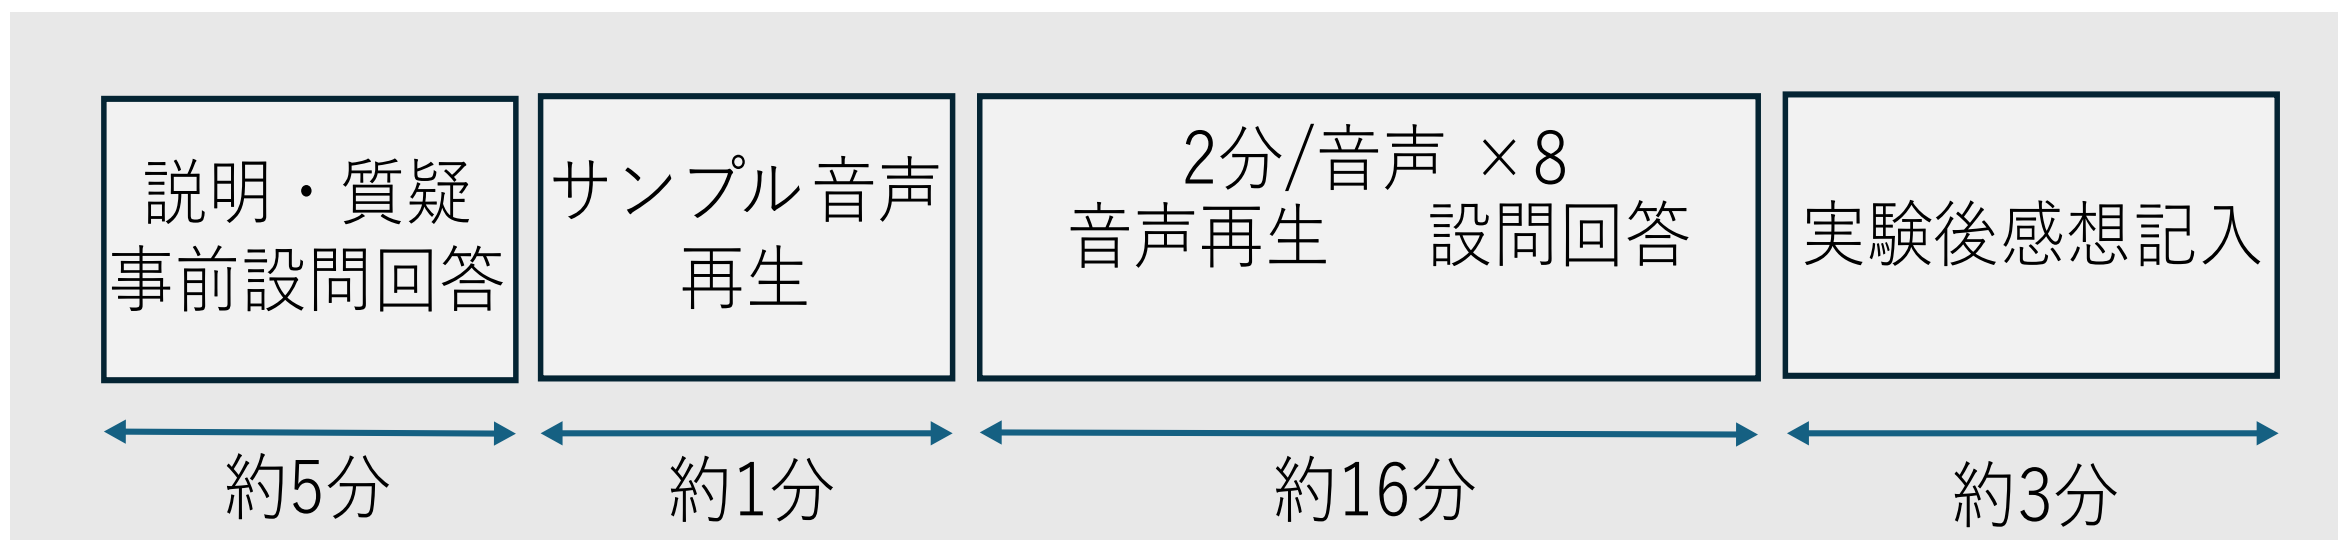 説明・質疑
事前設問回答
サンプル音声
再生
2分/音声 ×8
音声再生　設問回答
実験後感想記入
約5分
約1分
約16分
約3分